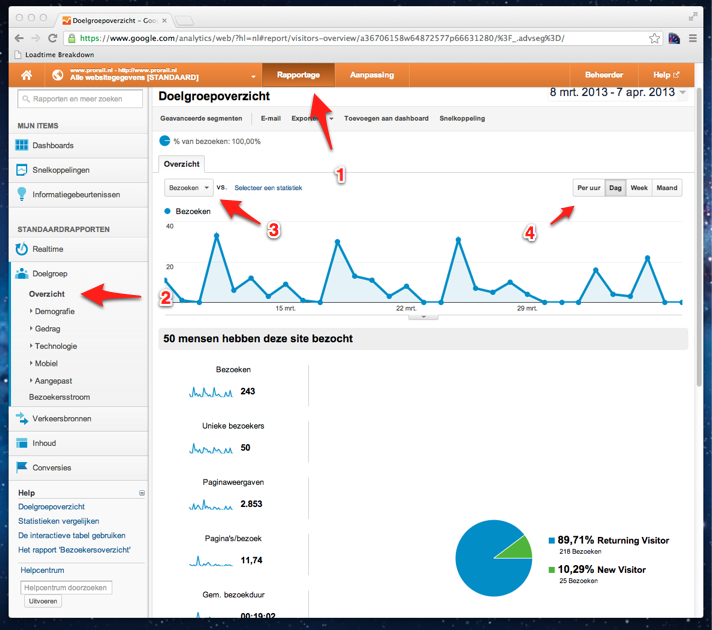 Doelgroepoverzicht – Goo
https://www.google.com/analytics/web/?hl=nl#report/visitors-overview/a36706158w64872577p66631280/%3F_.advseg%3D/
Loadtime Breakdown
www.prorail.nl - http://www.prorail.nl
Alle websitegegevens [STANDAARD]
Rapportage
Aanpassing
Beheerder
Help
Rapporten en meer zoeken
MIJN ITEMS
Dashboards
Snelkoppelingen
Informatiegebeurtenissen
STANDAARDRAPPORTEN
Realtime
Doelgroep
Overzicht
Demografie
Gedrag
Technologie
Mobiel
Aangepast
Bezoekersstroom
Verkeersbronnen
Inhoud
Conversies
Help
Doelgroepoverzicht
Statistieken vergelijken
De interactieve tabel gebruiken
Het rapport 'Bezoekersoverzicht'
Helpcentrum
Helpcentrum doorzoeken
Uitvoeren
Doelgroepoverzicht
8 mrt. 2013 - 7 apr. 2013
Geavanceerde segmenten
E-mail
Export
Toevoegen aan dashboard
Snelkoppeling
% van bezoeken: 100,00%
1
Overzicht
Bezoeken
vs.
Selecteer een statistiek
Per uur
Dag
Week
Maand
3
4
Bezoeken
40
20
2
15 mrt.
22 mrt.
29 mrt.
50 mensen hebben deze site bezocht
Bezoeken
243
Unieke bezoekers
50
Paginaweergaven
2.853
Pagina's/bezoek
11,74
Gem. bezoekduur
00:19:02
89,71% Returning Visitor
218 Bezoeken
10,29% New Visitor
25 Bezoeken